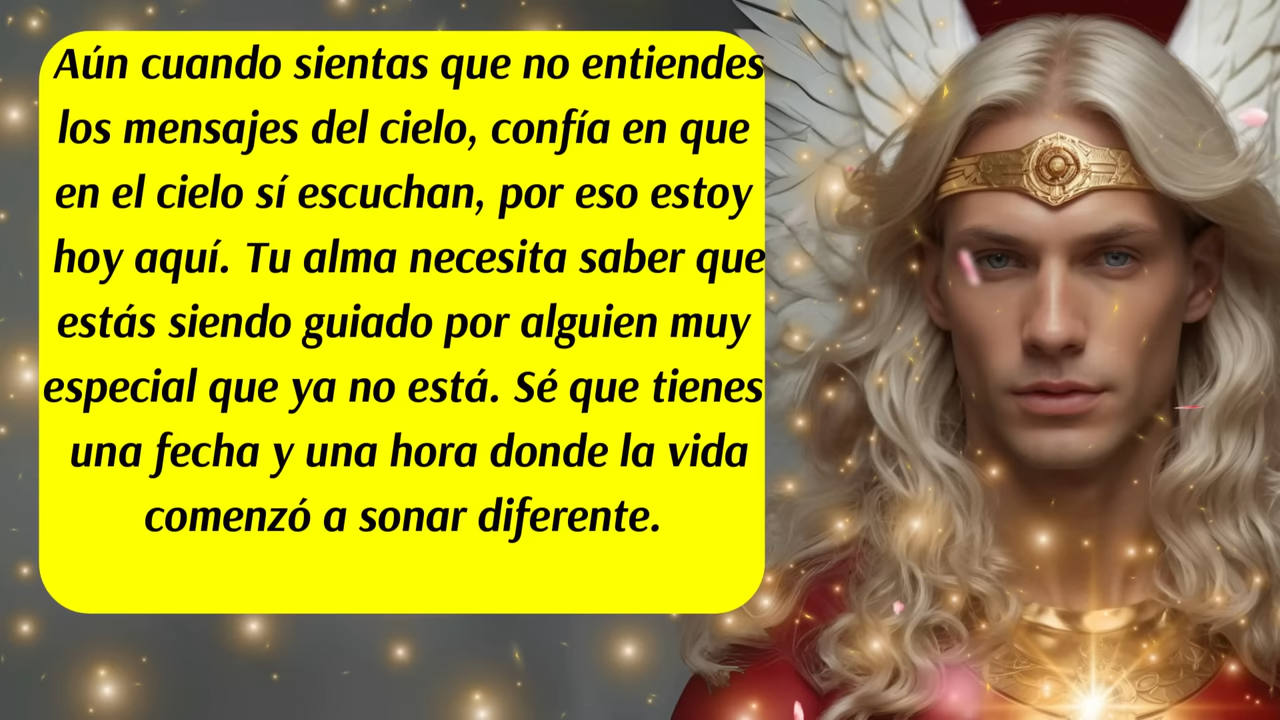 Aún cuando sientas que no entiendes
los mensajes del cielo, confía en que
en el cielo sí escuchan, por eso estoy
hoy aquí. Tu alma necesita saber que
estás siendo guiado por alguien muy
especial que ya no está. Sé que tienes
una fecha y una hora donde la vida
comenzó a sonar diferente.